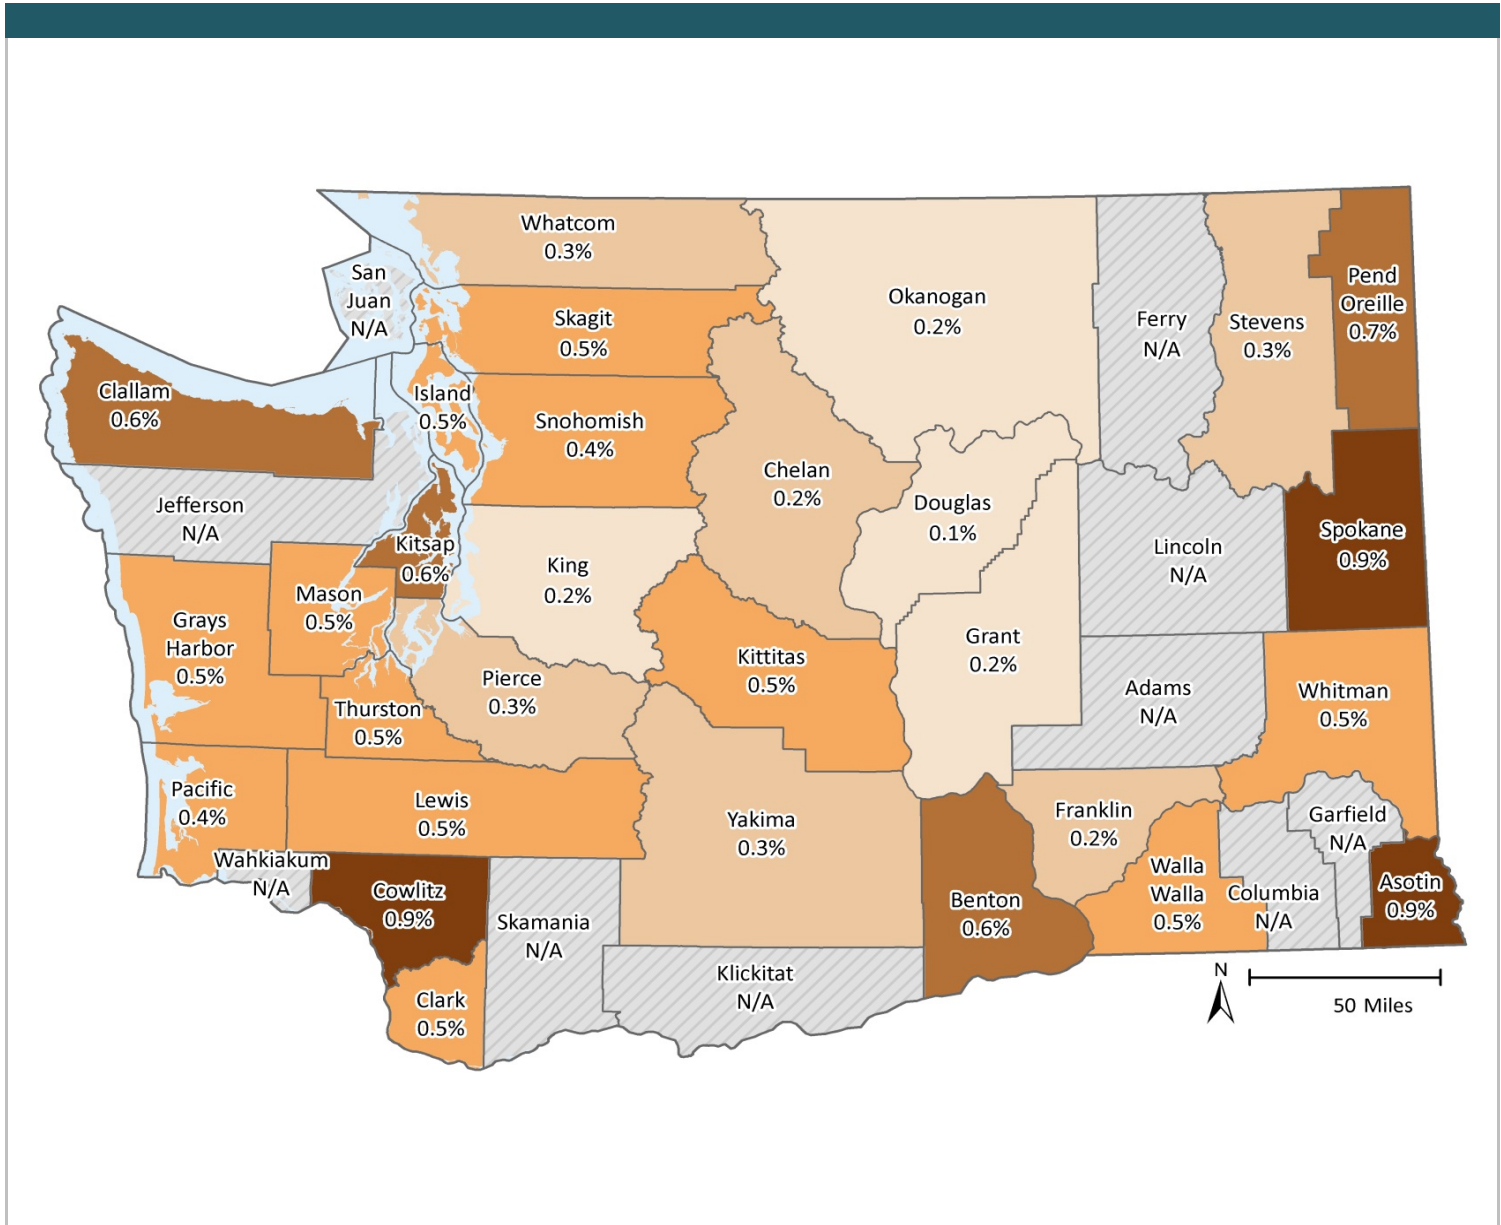 Whatcom
0.3%
San
Juan
N/A
Skagit
0.5%
Okanogan
0.2%
Ferry
N/A
Stevens
0.3%
Pend
Oreille
0.7%
Clallam
0.6%
Island
0.5%
Snohomish
0.4%
Chelan
0.2%
Douglas
0.1%
Jefferson
N/A
Kitsap
0.6%
King
0.2%
Lincoln
N/A
Spokane
0.9%
Mason
0.5%
Grays
Harbor
0.5%
Kittitas
0.5%
Grant
0.2%
Pierce
0.3%
Thurston
0.5%
Adams
N/A
Whitman
0.5%
Pacific
0.4%
Lewis
0.5%
Yakima
0.3%
Franklin
0.2%
Garfield
N/A
Wahkiakum
N/A
Cowlitz
0.9%
Skamania
N/A
Benton
0.6%
Walla
Walla
0.5%
Columbia
N/A
Asotin
0.9%
Klickitat
N/A
Clark
0.5%
N
50 Miles